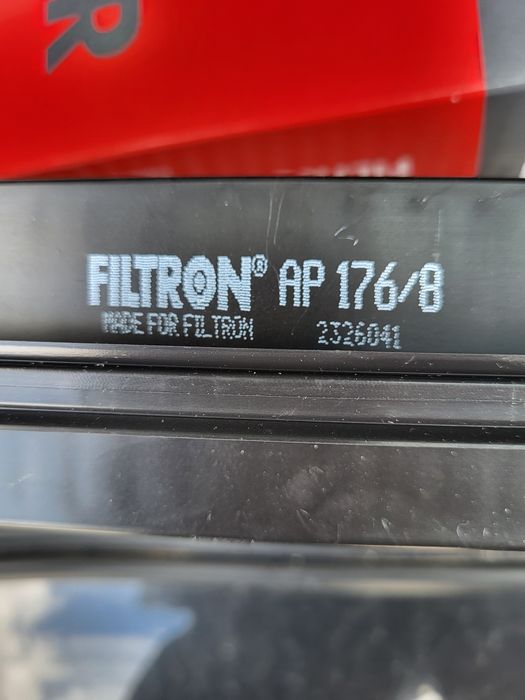 R
FILTRON® AP 176/8
MADE FOR FILTRON 2326041